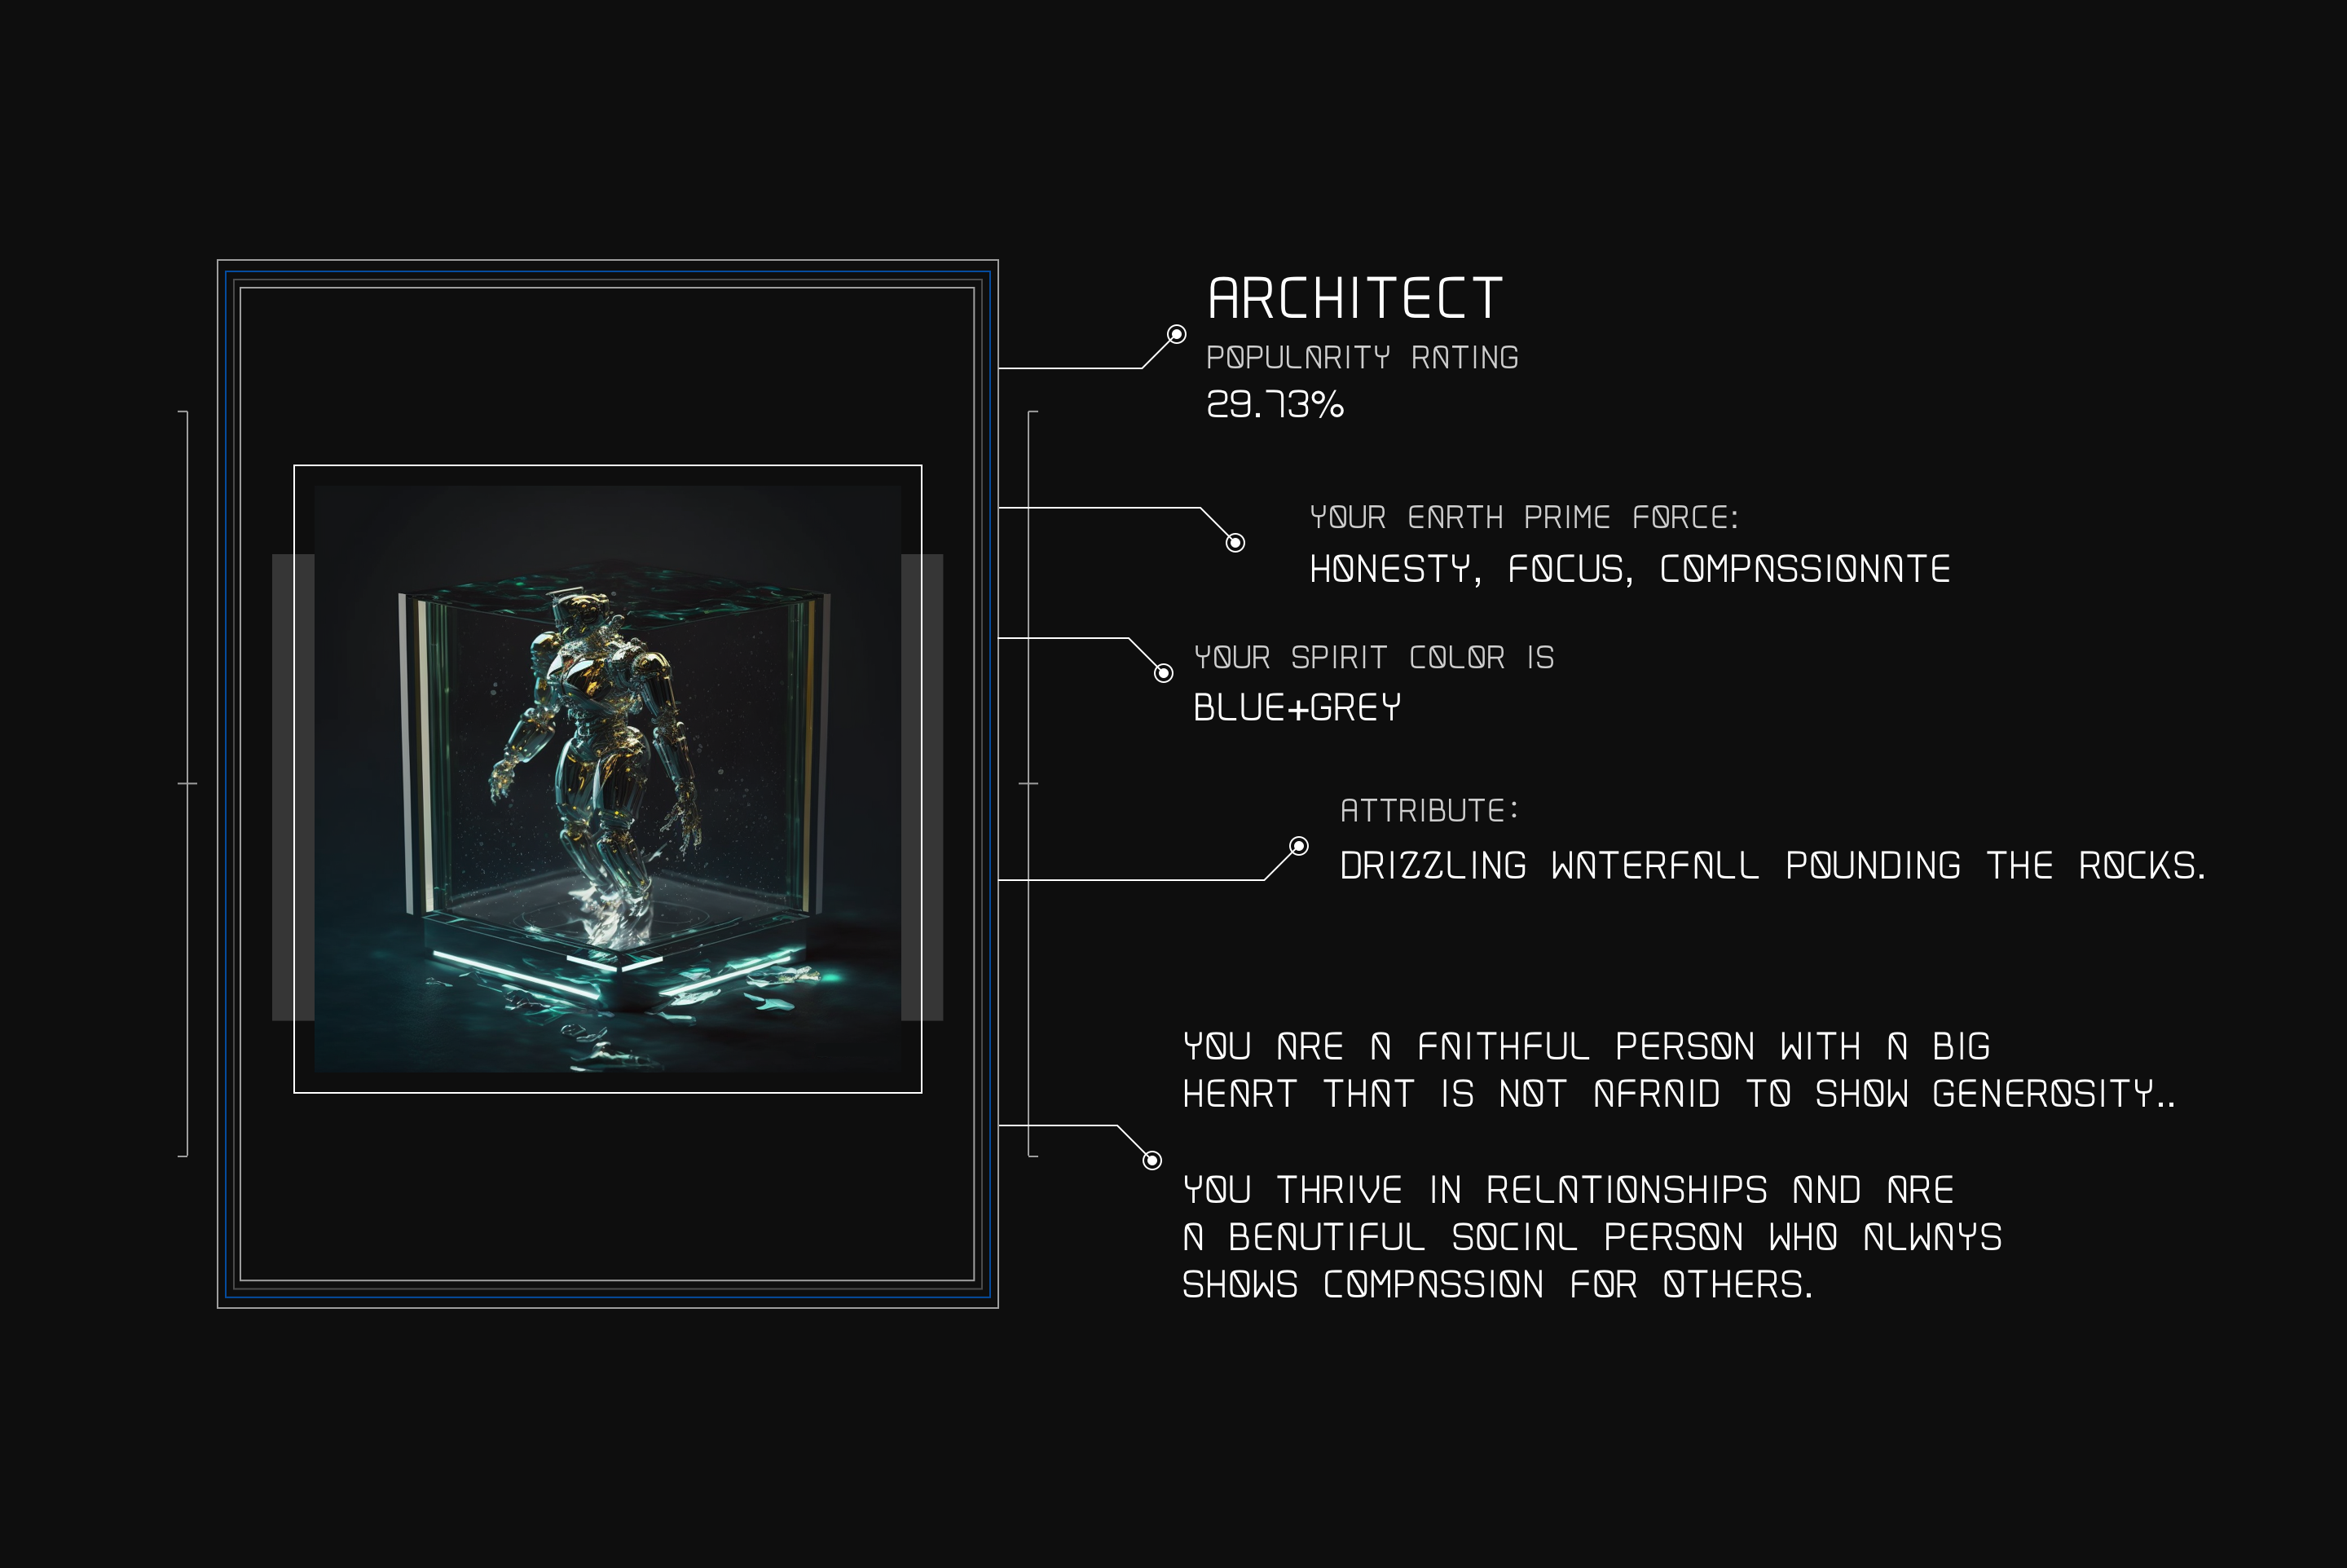 ARCHITECT
POPULARITY RATING
29.73%
YOUR EARTH PRIME FORCE:
HONESTY, FOCUS, COMPASSIONATE
YOUR SPIRIT COLOR IS
BLUE+GREY
ATTRIBUTE:
DRIZZLING WATERFALL POUNDING THE ROCKS.
YOU ARE A FAITHFUL PERSON WITH A BIG
HEART THAT IS NOT AFRAID TO SHOW GENEROSITY..
YOU THRIVE IN RELATIONSHIPS AND ARE
A BEAUTIFUL SOCIAL PERSON WHO ALWAYS
SHOWS COMPASSION FOR OTHERS.